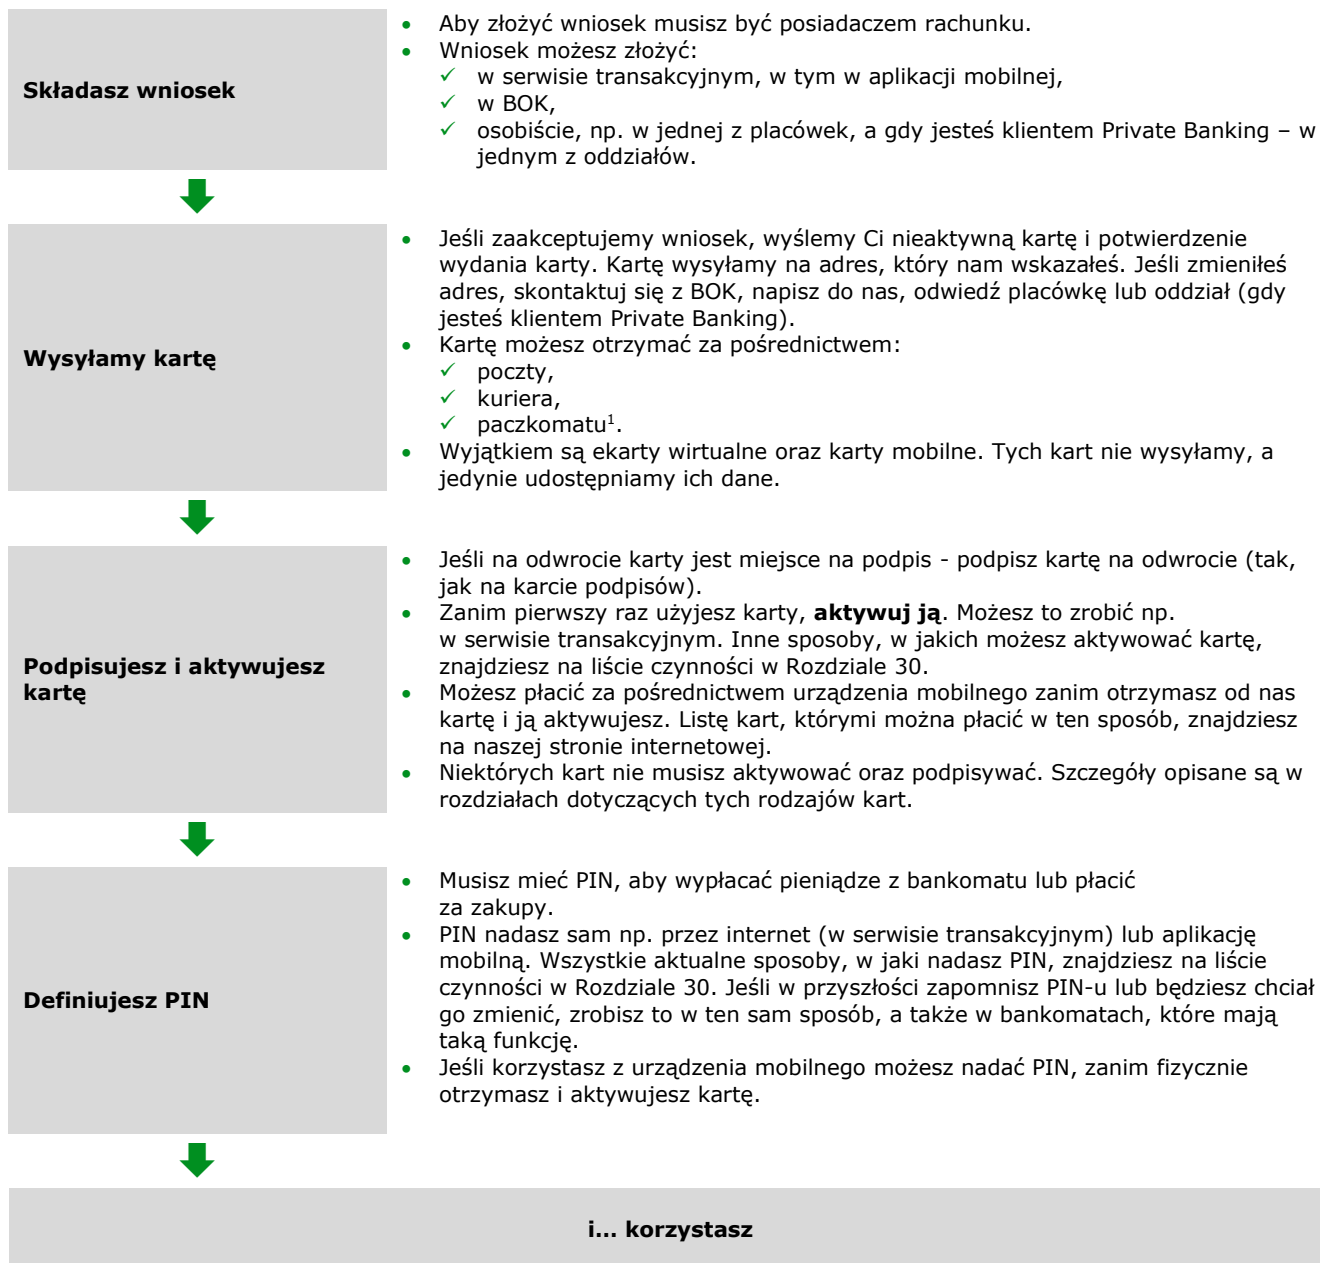 Składasz wniosek
• Aby złożyć wniosek musisz być posiadaczem rachunku.
• Wniosek możesz złożyć:
✓ w serwisie transakcyjnym, w tym w aplikacji mobilnej,
✓ w BOK,
✓ osobiście, np. w jednej z placówek, a gdy jesteś klientem Private Banking – w
jednym z oddziałów.
Wysyłamy kartę
• Jeśli zaakceptujemy wniosek, wyślemy Ci nieaktywną kartę i potwierdzenie
wydania karty. Kartę wysyłamy na adres, który nam wskazałeś. Jeśli zmieniłeś
adres, skontaktuj się z BOK, napisz do nas, odwiedź placówkę lub oddział (gdy
jesteś klientem Private Banking).
• Kartę możesz otrzymać za pośrednictwem:
✓ poczty,
✓ kuriera,
✓ paczkomatu¹.
• Wyjątkiem są ekarty wirtualne oraz karty mobilne. Tych kart nie wysyłamy, a
jedynie udostępniamy ich dane.
Podpisujesz i aktywujesz
kartę
• Jeśli na odwrocie karty jest miejsce na podpis - podpisz kartę na odwrocie (tak,
jak na karcie podpisów).
• Zanim pierwszy raz użyjesz karty, aktywuj ją. Możesz to zrobić np.
w serwisie transakcyjnym. Inne sposoby, w jakich możesz aktywować kartę,
znajdziesz na liście czynności w Rozdziale 30.
• Możesz płacić za pośrednictwem urządzenia mobilnego zanim otrzymasz od nas
kartę i ją aktywujesz. Listę kart, którymi można płacić w ten sposób, znajdziesz
na naszej stronie internetowej.
• Niektórych kart nie musisz aktywować oraz podpisywać. Szczegóły opisane są w
rozdziałach dotyczących tych rodzajów kart.
Definiujesz PIN
• Musisz mieć PIN, aby wypłacać pieniądze z bankomatu lub płacić
za zakupy.
• PIN nadasz sam np. przez internet (w serwisie transakcyjnym) lub aplikację
mobilną. Wszystkie aktualne sposoby, w jaki nadasz PIN, znajdziesz na liście
czynności w Rozdziale 30. Jeśli w przyszłości zapomnisz PIN-u lub będziesz chciał
go zmienić, zrobisz to w ten sam sposób, a także w bankomatach, które mają
taką funkcję.
• Jeśli korzystasz z urządzenia mobilnego możesz nadać PIN, zanim fizycznie
otrzymasz i aktywujesz kartę.
i... korzystasz